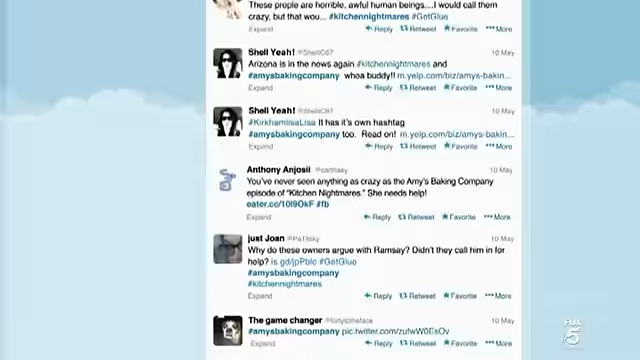 These people are horrible, awful human beings....I would call them
crazy, but that wou... #kitchennightmares #GetGlue
Expand Reply Retweet Favorite More
Shell Yeah! @ShellC67 10 May
Arizona is in the news again #kitchennightmares and
#amysbakingcompany whoa buddy!! m.yelp.com/biz/amys-bakin...
Expand Reply Retweet Favorite More
Shell Yeah! @ShellC67 10 May
#KirkhamlisaLisa It has it's own hashtag
#amysbakingcompany too. Read on! m.yelp.com/biz/amys-bakin...
Expand Reply Retweet Favorite More
Anthony Anjosii 10 May
You've never seen anything as crazy as the Amy's Baking Company
episode of "Kitchen Nightmares." She needs help!
eater.cc/10I9OkF #fb
Expand Reply Retweet Favorite More
just Joan 10 May
Why do these owners argue with Ramsay? Didn't they call him in for
help? is.gd/jpPblo #GetGlue
#amysbakingcompany
#kitchennightmares
Expand Reply Retweet Favorite More
The game changer 10 May
#amysbakingcompany pic.twitter.com/zufwW0EsOv
Expand Reply Retweet Favorite More
FOX
5